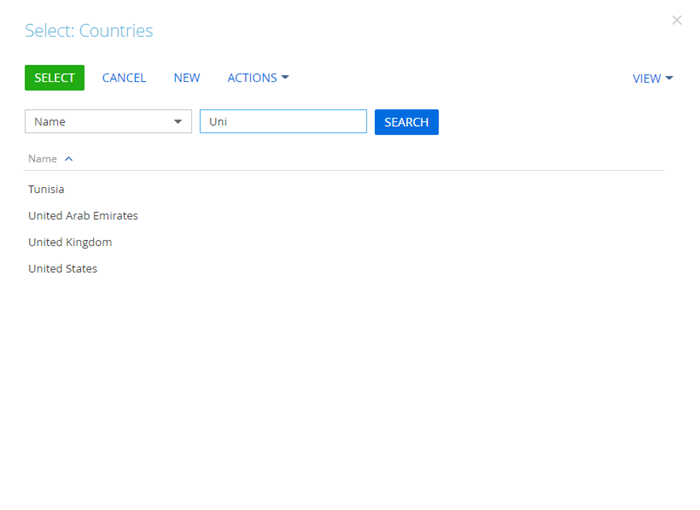 Select: Countries
SELECT CANCEL NEW ACTIONS VIEW
Name Uni SEARCH
Name
Tunisia
United Arab Emirates
United Kingdom
United States